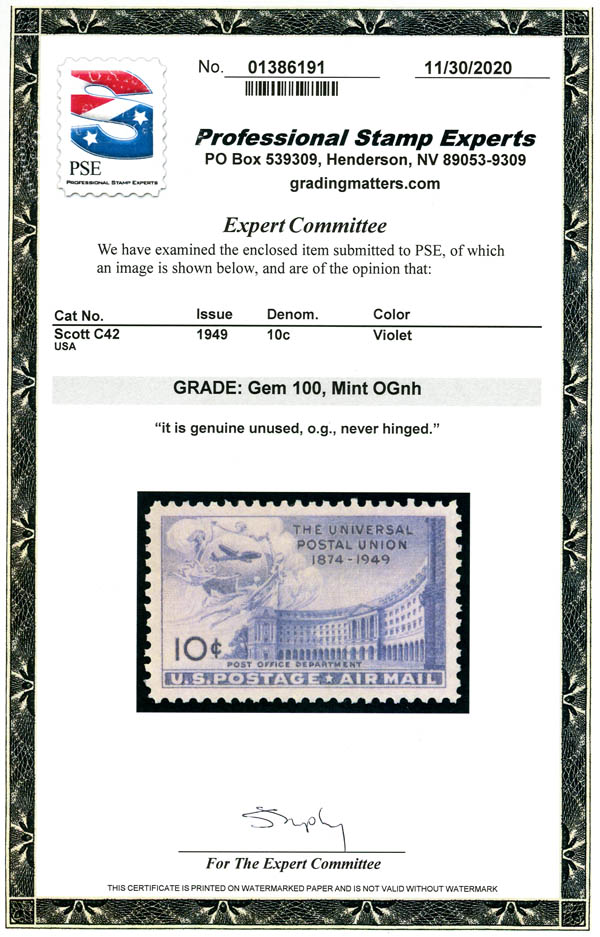 No. 01386191 11/30/2020
PSE
PROFESSIONAL STAMP EXPERTS
Professional Stamp Experts
PO Box 539309, Henderson, NV 89053-9309
gradingmatters.com
Expert Committee
We have examined the enclosed item submitted to PSE, of which
an image is shown below, and are of the opinion that:
Cat No. Issue Denom. Color
Scott C42 1949 10c Violet
USA
GRADE: Gem 100, Mint OGnh
“it is genuine unused, o.g., never hinged.”
THE UNIVERSAL
POSTAL UNION
1874-1949
10¢
POST OFFICE DEPARTMENT
U.S. POSTAGE ★ AIR MAIL
For The Expert Committee
THIS CERTIFICATE IS PRINTED ON WATERMARKED PAPER AND IS NOT VALID WITHOUT WATERMARK